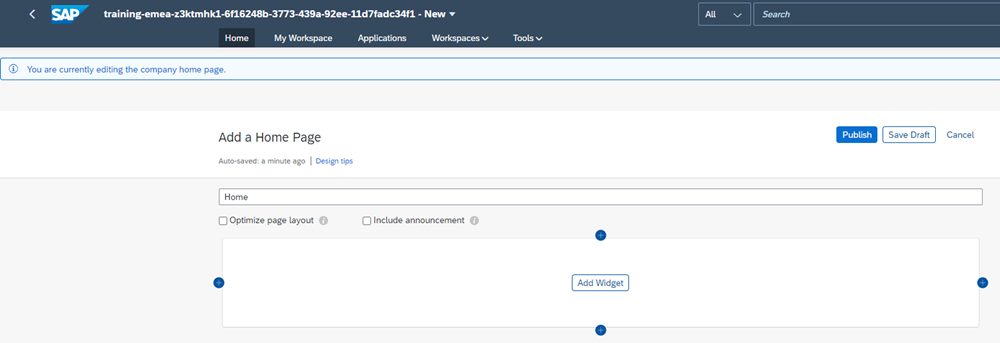 SAP training-emea-z3ktmhk1-6f16248b-3773-439a-92ee-11d7fadc34f1 - New All Search
Home My Workspace Applications Workspaces Tools
You are currently editing the company home page.
Add a Home Page Publish Save Draft Cancel
Auto-saved: a minute ago | Design tips
Home
Optimize page layout Include announcement
Add Widget